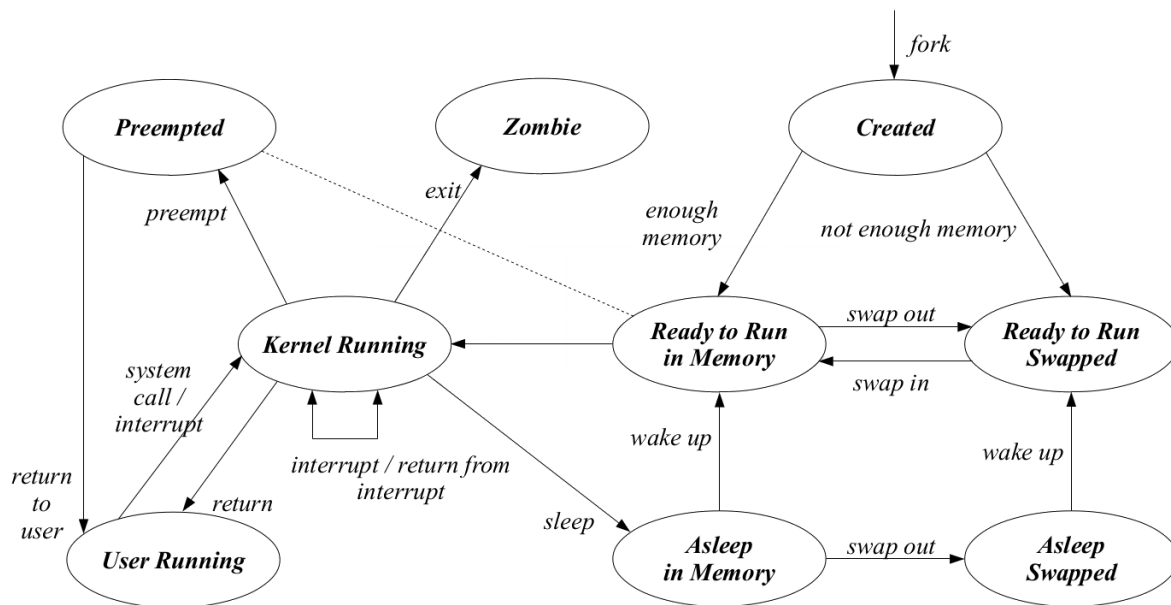 fork
Preempted
Zombie
Created
preempt
exit
enough
memory
not enough memory
Kernel Running
Ready to Run
in Memory
swap out
Ready to Run
Swapped
swap in
system
call /
interrupt
wake up
wake up
interrupt / return from
interrupt
return
to
user
return
sleep
User Running
Asleep
in Memory
swap out
Asleep
Swapped